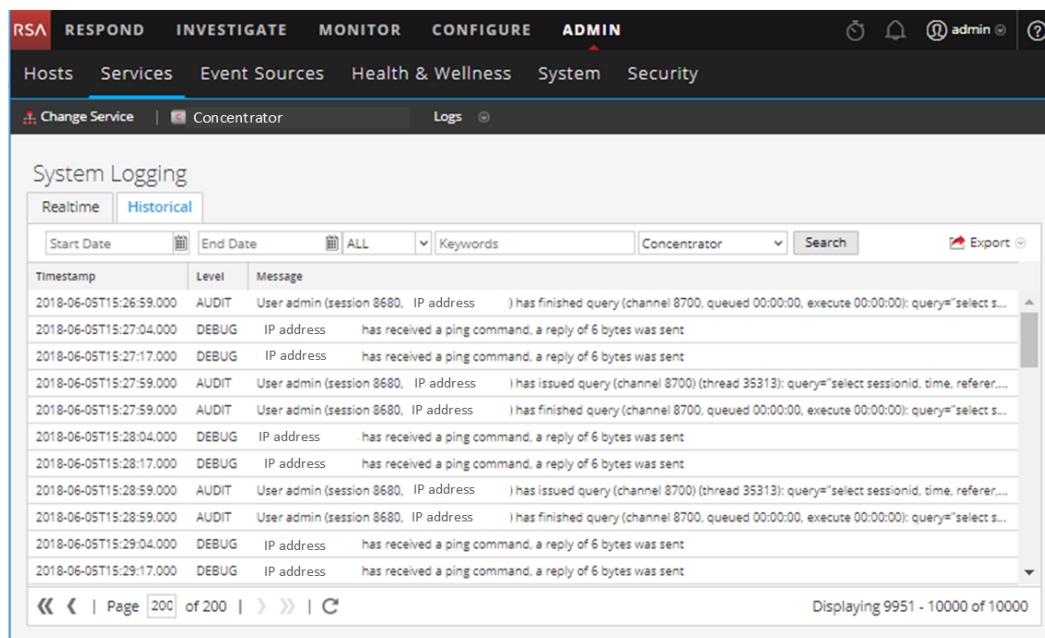 RSA RESPOND INVESTIGATE MONITOR CONFIGURE ADMIN admin ?
Hosts Services Event Sources Health & Wellness System Security
Change Service | C Concentrator Logs
System Logging
Realtime Historical
Start Date End Date ALL Keywords Concentrator Search Export
Timestamp Level Message
2018-06-05T15:26:59.000 AUDIT User admin (session 8680, IP address ) has finished query (channel 8700, queued 00:00:00, execute 00:00:00): query="select s...
2018-06-05T15:27:04.000 DEBUG IP address has received a ping command, a reply of 6 bytes was sent
2018-06-05T15:27:17.000 DEBUG IP address has received a ping command, a reply of 6 bytes was sent
2018-06-05T15:27:59.000 AUDIT User admin (session 8680, IP address ) has issued query (channel 8700) (thread 35313): query="select sessionid, time, referer,...
2018-06-05T15:27:59.000 AUDIT User admin (session 8680, IP address ) has finished query (channel 8700, queued 00:00:00, execute 00:00:00): query="select s...
2018-06-05T15:28:04.000 DEBUG IP address has received a ping command, a reply of 6 bytes was sent
2018-06-05T15:28:17.000 DEBUG IP address has received a ping command, a reply of 6 bytes was sent
2018-06-05T15:28:59.000 AUDIT User admin (session 8680, IP address ) has issued query (channel 8700) (thread 35313): query="select sessionid, time, referer,...
2018-06-05T15:28:59.000 AUDIT User admin (session 8680, IP address ) has finished query (channel 8700, queued 00:00:00, execute 00:00:00): query="select s...
2018-06-05T15:29:04.000 DEBUG IP address has received a ping command, a reply of 6 bytes was sent
2018-06-05T15:29:17.000 DEBUG IP address has received a ping command, a reply of 6 bytes was sent
| Page 200 of 200 | | Displaying 9951 - 10000 of 10000